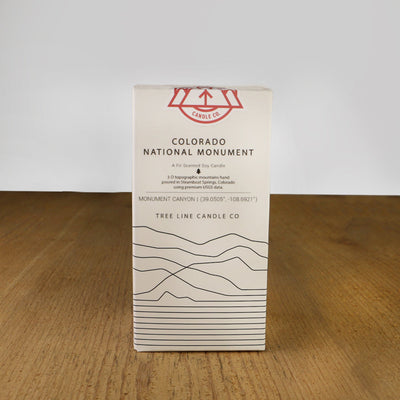 CANDLE CO.
COLORADO
NATIONAL MONUMENT
A Fir Scented Soy Candle
3-D topographic mountains hand
poured in Steamboat Springs, Colorado
using premium USGS data.
MONUMENT CANYON | (39.0505°, -108.6921°)
TREE LINE CANDLE CO